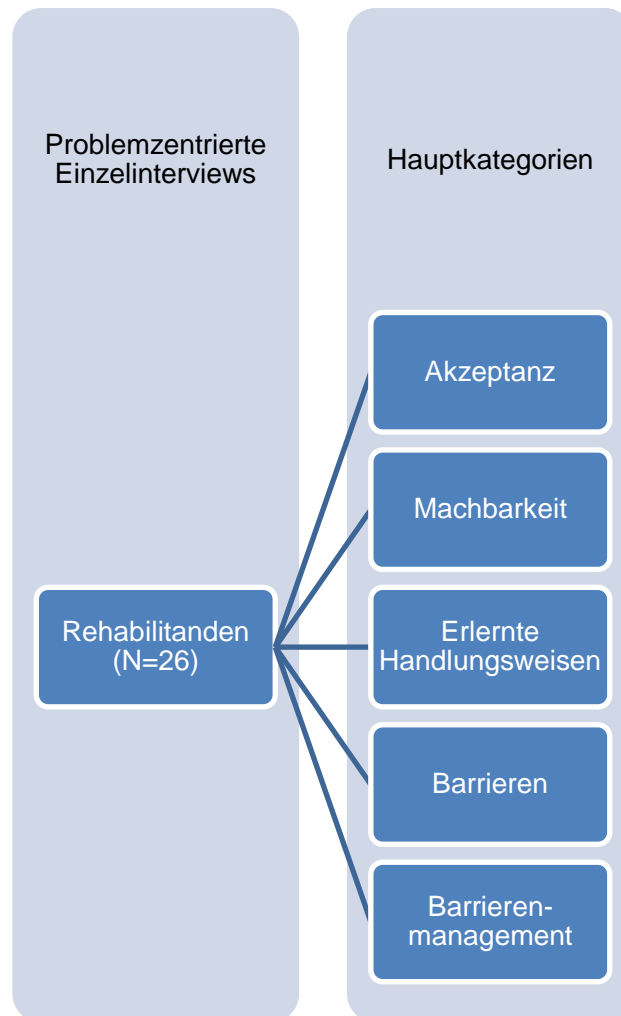 Problemzentrierte
Einzelinterviews
Rehabilitanden
(N=26)
Hauptkategorien
Akzeptanz
Machbarkeit
Erlernte
Handlungsweisen
Barrieren
Barrieren-
management